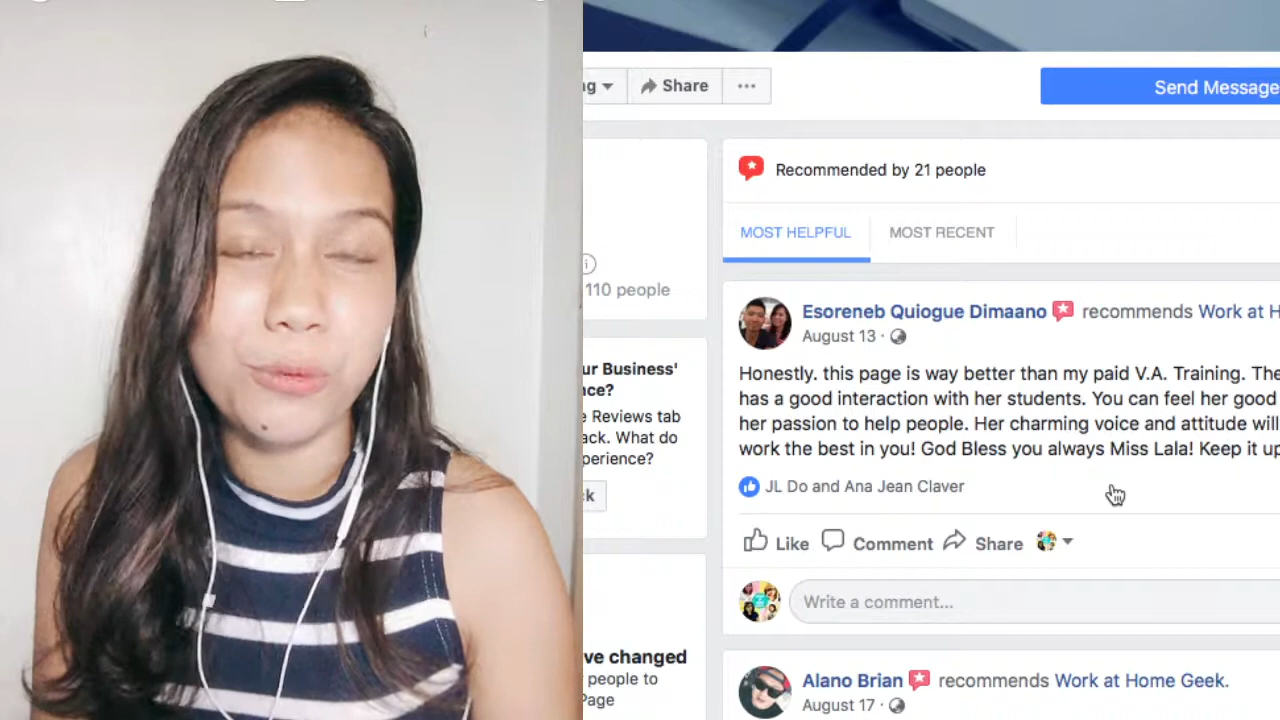 ng
Share
Send Message
Recommended by 21 people
MOST HELPFUL
MOST RECENT
110 people
Esoreneb Quiogue Dimaano recommends Work at H
August 13 ·
Honestly. this page is way better than my paid V.A. Training. The
has a good interaction with her students. You can feel her good
her passion to help people. Her charming voice and attitude will
work the best in you! God Bless you always Miss Lala! Keep it up
JL Do and Ana Jean Claver
Like Comment Share
Write a comment...
ur Business'
nce?
e Reviews tab
ack. What do
perience?
ck
ve changed
people to
Page
Alano Brian recommends Work at Home Geek.
August 17 ·